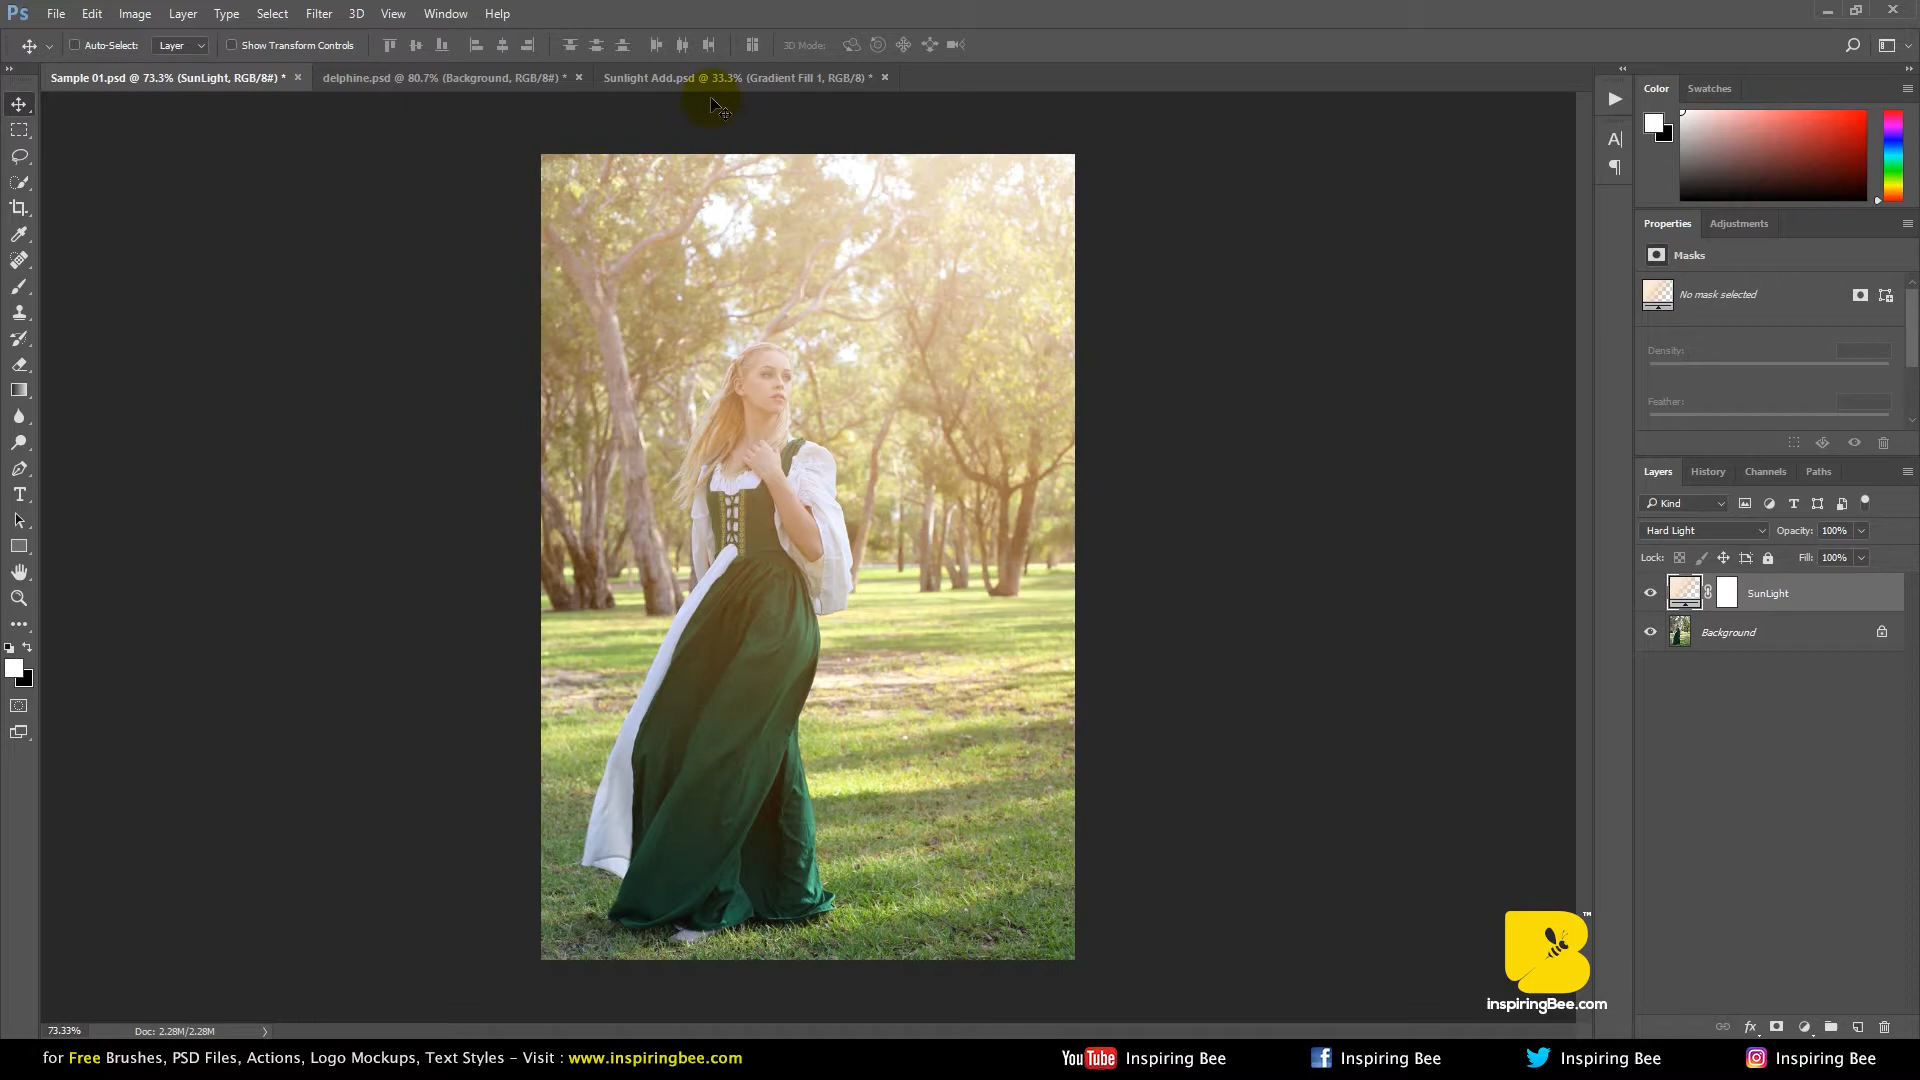 Ps File Edit Image Layer Type Select Filter 3D View Window Help
Auto-Select: Layer Show Transform Controls 3D Mode:
Sample 01.psd @ 73.3% (SunLight, RGB/8#) * × delphine.psd @ 80.7% (Background, RGB/8#) * × Sunlight Add.psd @ 33.3% (Gradient Fill 1, RGB/8) * ×
Color Swatches
Properties Adjustments
Masks
No mask selected
Density:
Feather:
Layers History Channels Paths
Kind
Hard Light Opacity: 100%
Lock: Fill: 100%
SunLight
Background
B™
inspiringBee.com
73.33% Doc: 2.28M/2.28M
for Free Brushes, PSD Files, Actions, Logo Mockups, Text Styles - Visit : www.inspiringbee.com YouTube Inspiring Bee f Inspiring Bee Inspiring Bee Inspiring Bee